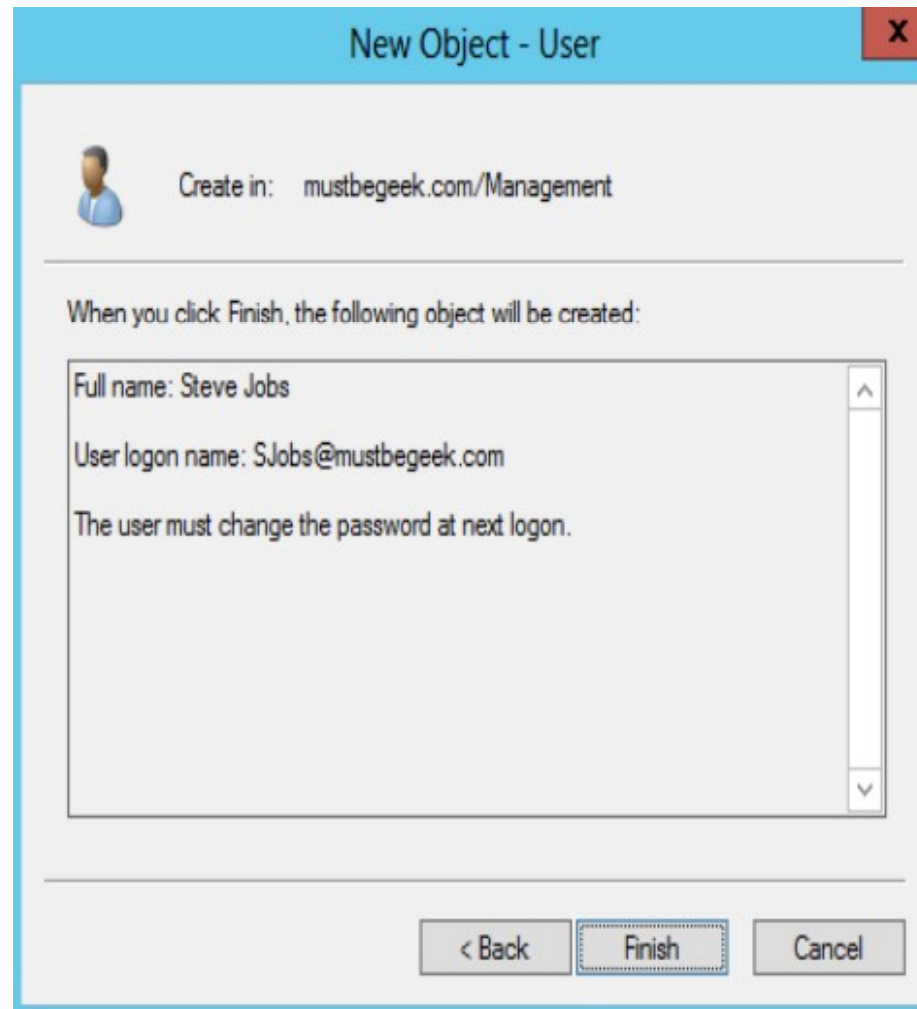 New Object - User
x
Create in: mustbegeek.com/Management
When you click Finish, the following object will be created:
Full name: Steve Jobs
User logon name: SJobs@mustbegeek.com
The user must change the password at next logon.
< Back Finish Cancel